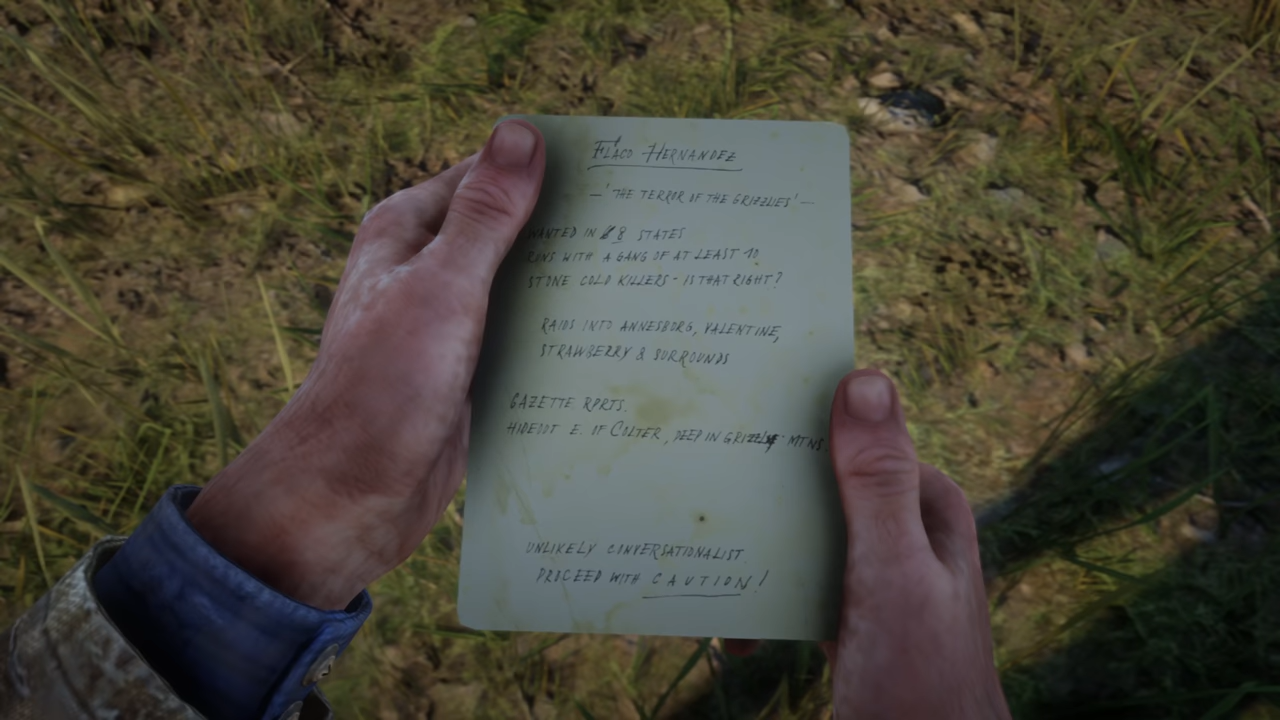 FLACO HERNANDEZ
-'THE TERROR OF THE GRIZZLIES'-
WANTED IN 8 STATES
RUNS WITH A GANG OF AT LEAST 10
STONE COLD KILLERS - IS THAT RIGHT?
RAIDS INTO ANNESBURG, VALENTINE,
STRAWBERRY & SURROUNDS
GAZETTE RPRTS.
HIDEOUT E. OF COLTER, DEEP IN GRIZZLY MTNS
UNLIKELY CONVERSATIONALIST.
PROCEED WITH CAUTION!